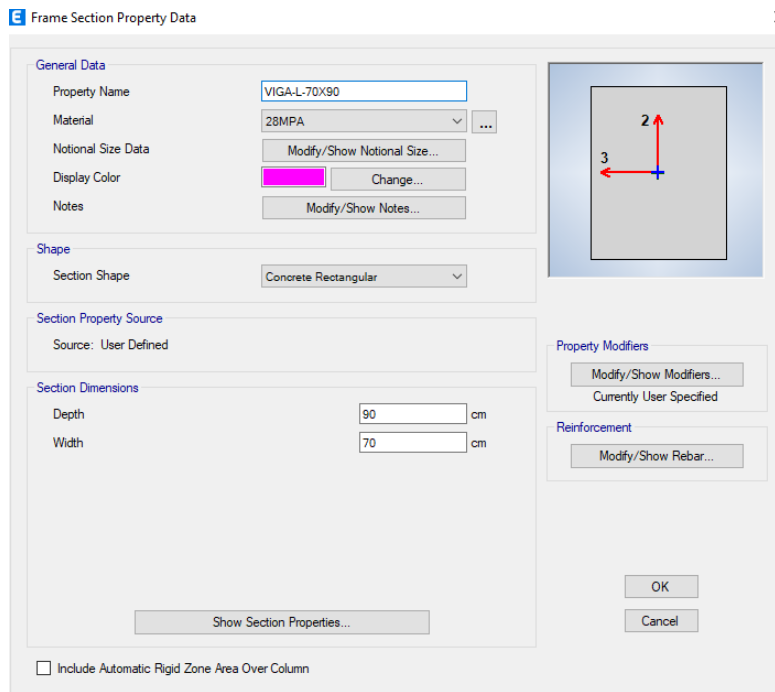 E Frame Section Property Data
General Data
Property Name VIGA-L-70X90
Material 28MPA ...
Notional Size Data Modify/Show Notional Size...
Display Color Change...
Notes Modify/Show Notes...
2
3
Shape
Section Shape Concrete Rectangular
Section Property Source
Source: User Defined
Property Modifiers
Modify/Show Modifiers...
Currently User Specified
Section Dimensions
Depth 90 cm
Width 70 cm
Reinforcement
Modify/Show Rebar...
OK
Show Section Properties... Cancel
Include Automatic Rigid Zone Area Over Column